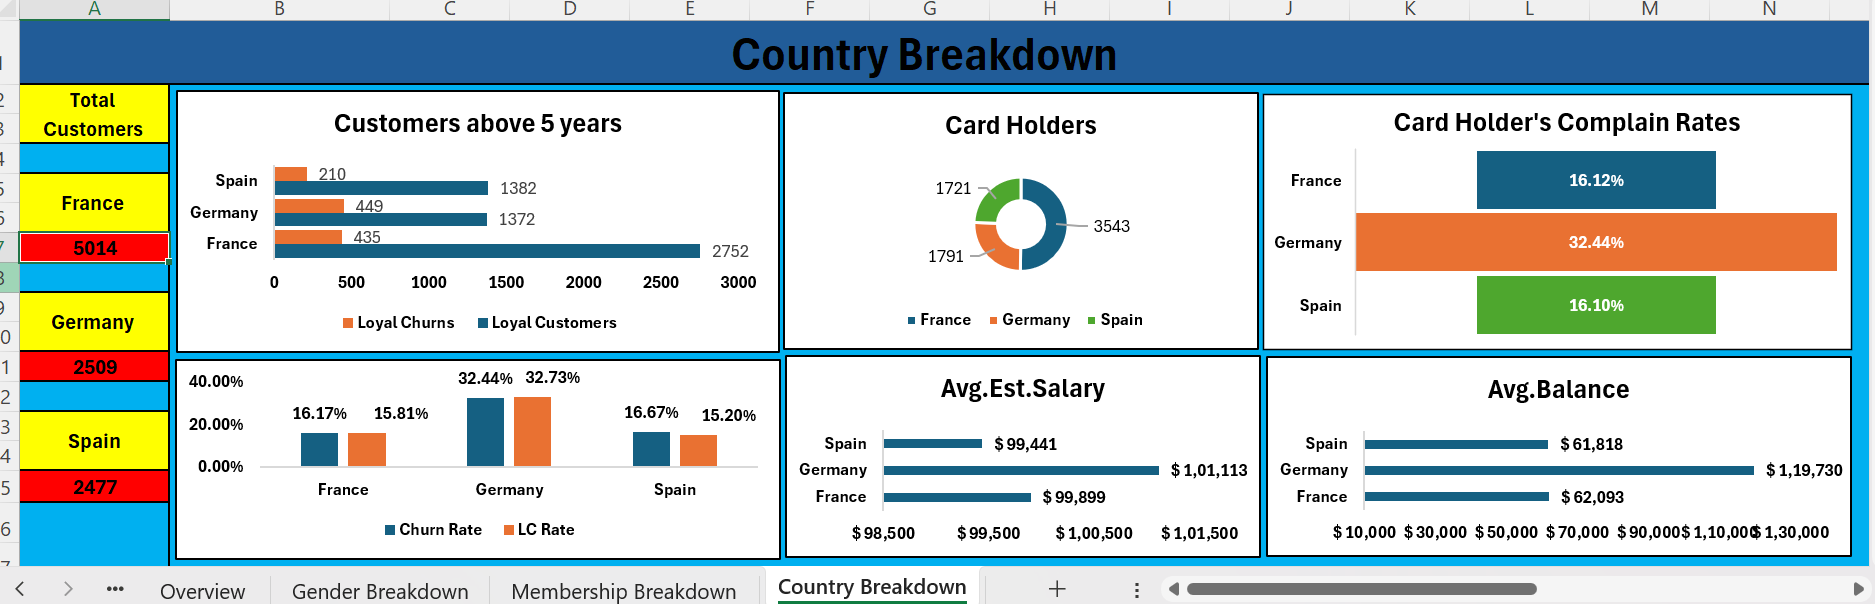 A B C D E F G H I J K L M N
Country Breakdown
Total
Customers
France
5014
Germany
2509
Spain
2477
Customers above 5 years
Spain 210
1382
Germany 449
1372
France 435
2752
0 500 1000 1500 2000 2500 3000
Loyal Churns Loyal Customers
Card Holders
1721
3543
1791
France Germany Spain
Card Holder's Complain Rates
France 16.12%
Germany 32.44%
Spain 16.10%
40.00%
20.00%
0.00%
16.17% 15.81%
32.44% 32.73%
16.67% 15.20%
France Germany Spain
Churn Rate LC Rate
Avg.Est.Salary
Spain $ 99,441
Germany $ 1,01,113
France $ 99,899
$ 98,500 $ 99,500 $ 1,00,500 $ 1,01,500
Avg.Balance
Spain $ 61,818
Germany $ 1,19,730
France $ 62,093
$ 10,000 $ 30,000 $ 50,000 $ 70,000 $ 90,000 $ 1,10,000 $ 1,30,000
Overview Gender Breakdown Membership Breakdown Country Breakdown